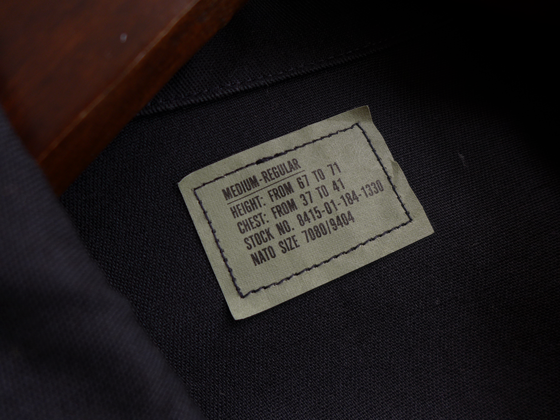 MEDIUM-REGULAR
HEIGHT: FROM 67 TO 71
CHEST: FROM 37 TO 41
STOCK NO. 8415-01-184-1330
NATO SIZE 7080/9404